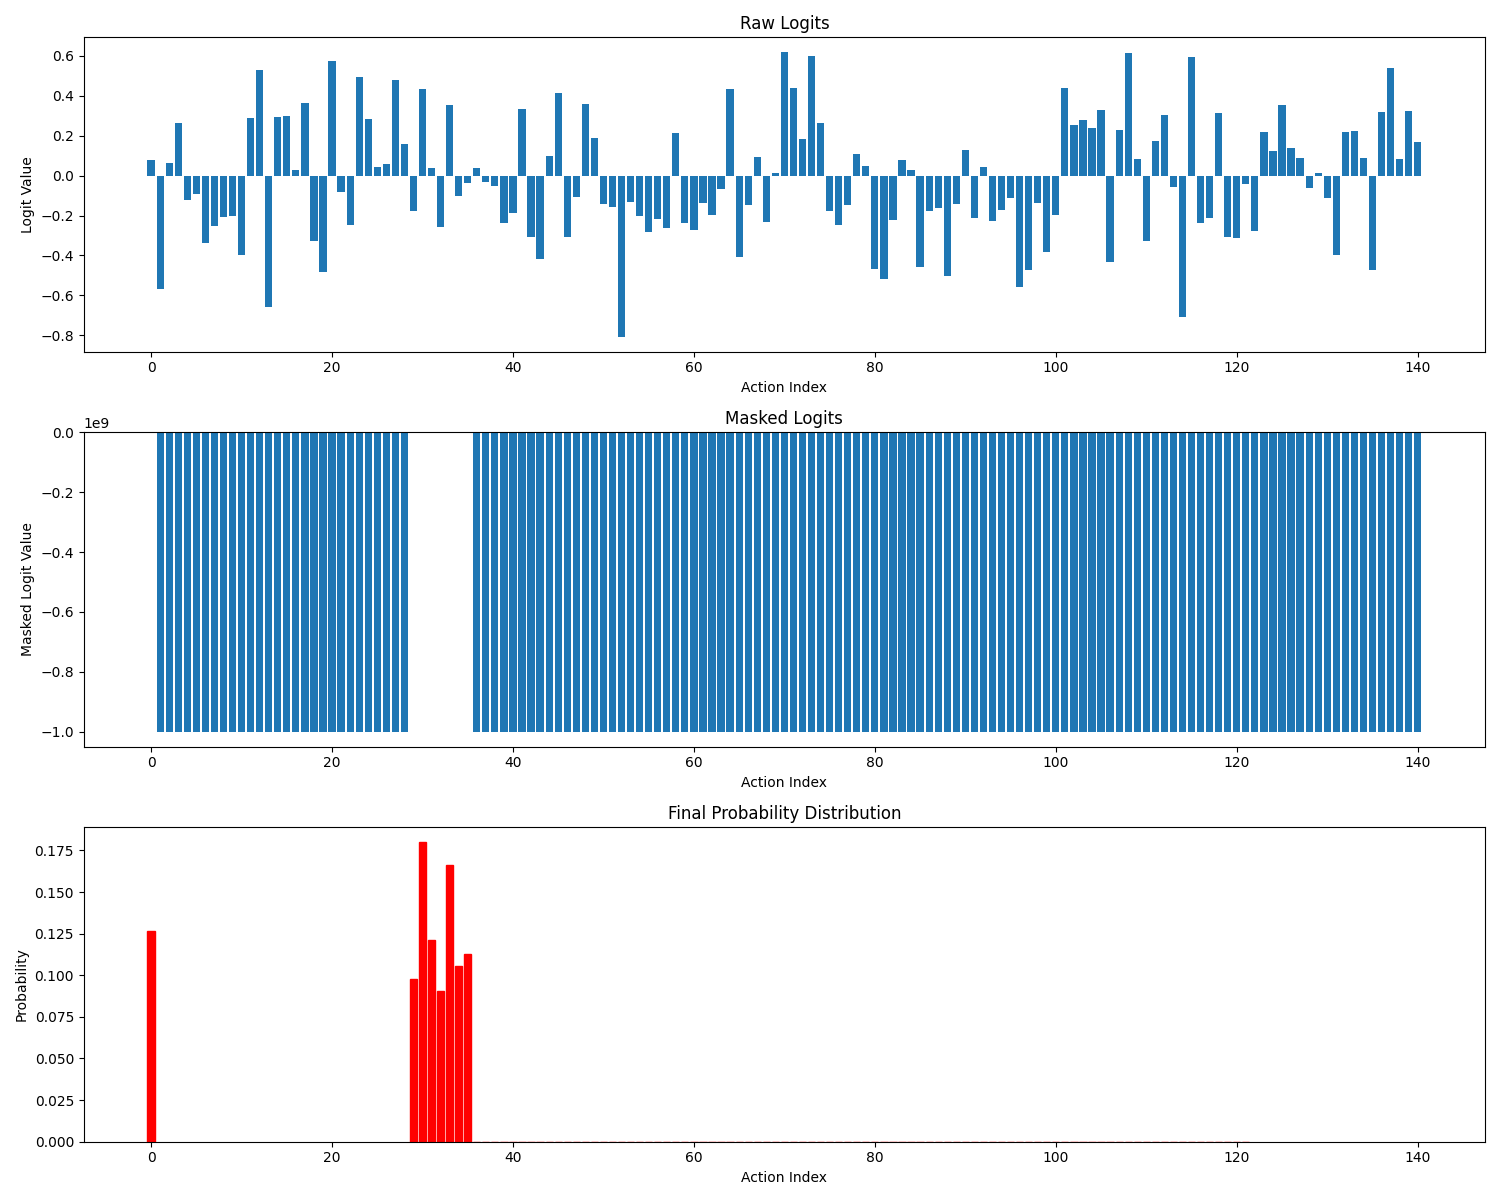 Raw Logits
0.6
0.4
0.2
0.0
−0.2
−0.4
−0.6
−0.8
Logit Value
0 20 40 60 80 100 120 140
Action Index
Masked Logits
1e9
0.0
−0.2
−0.4
−0.6
−0.8
−1.0
Masked Logit Value
0 20 40 60 80 100 120 140
Action Index
Final Probability Distribution
0.175
0.150
0.125
0.100
0.075
0.050
0.025
0.000
Probability
0 20 40 60 80 100 120 140
Action Index